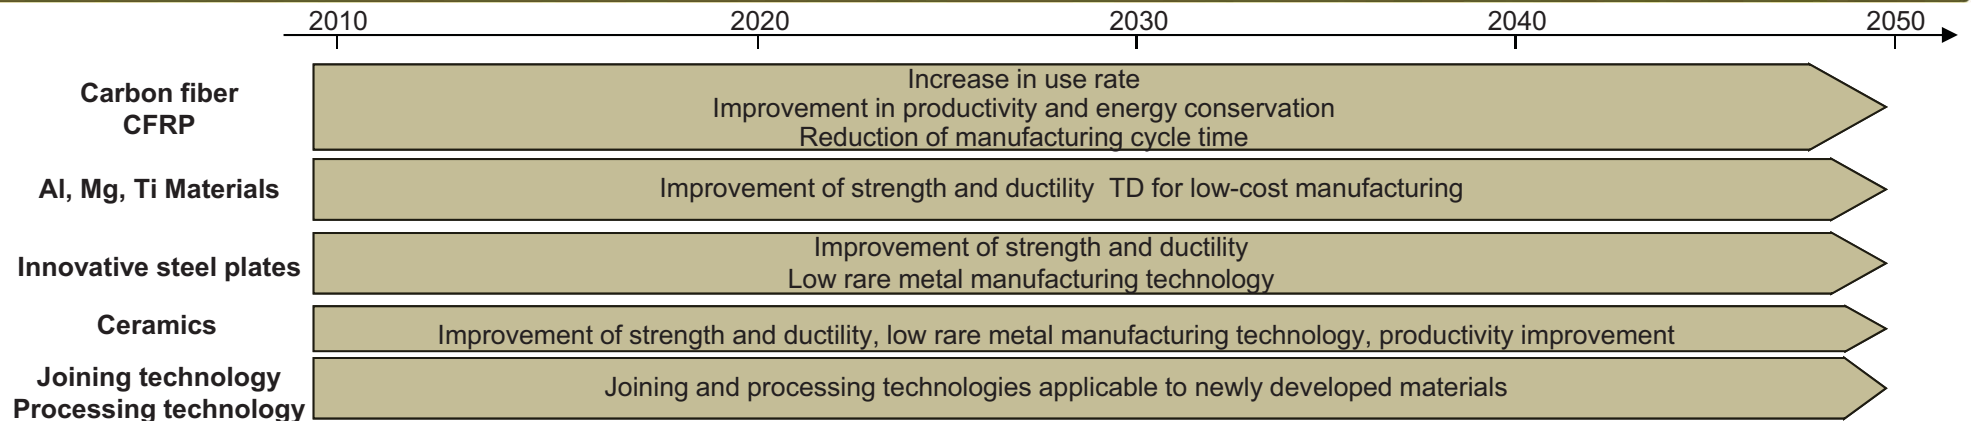 2010 2020 2030 2040 2050
Carbon fiber
CFRP
Increase in use rate
Improvement in productivity and energy conservation
Reduction of manufacturing cycle time
Al, Mg, Ti Materials
Improvement of strength and ductility TD for low-cost manufacturing
Innovative steel plates
Improvement of strength and ductility
Low rare metal manufacturing technology
Ceramics
Improvement of strength and ductility, low rare metal manufacturing technology, productivity improvement
Joining technology
Processing technology
Joining and processing technologies applicable to newly developed materials